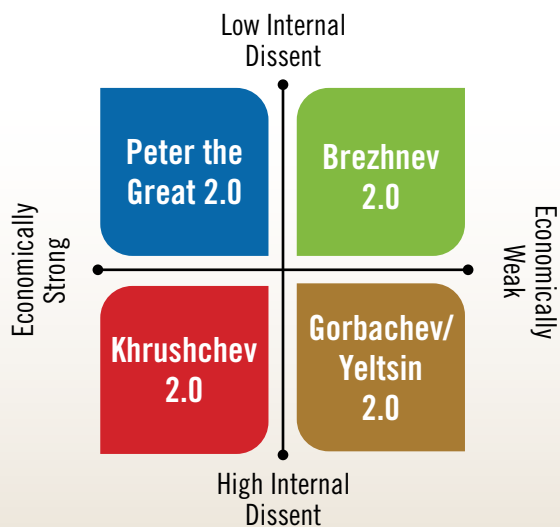 Low Internal
Dissent
Peter the
Great 2.0
Brezhnev
2.0
Economically
Strong
Economically
Weak
Khrushchev
2.0
Gorbachev/
Yeltsin
2.0
High Internal
Dissent